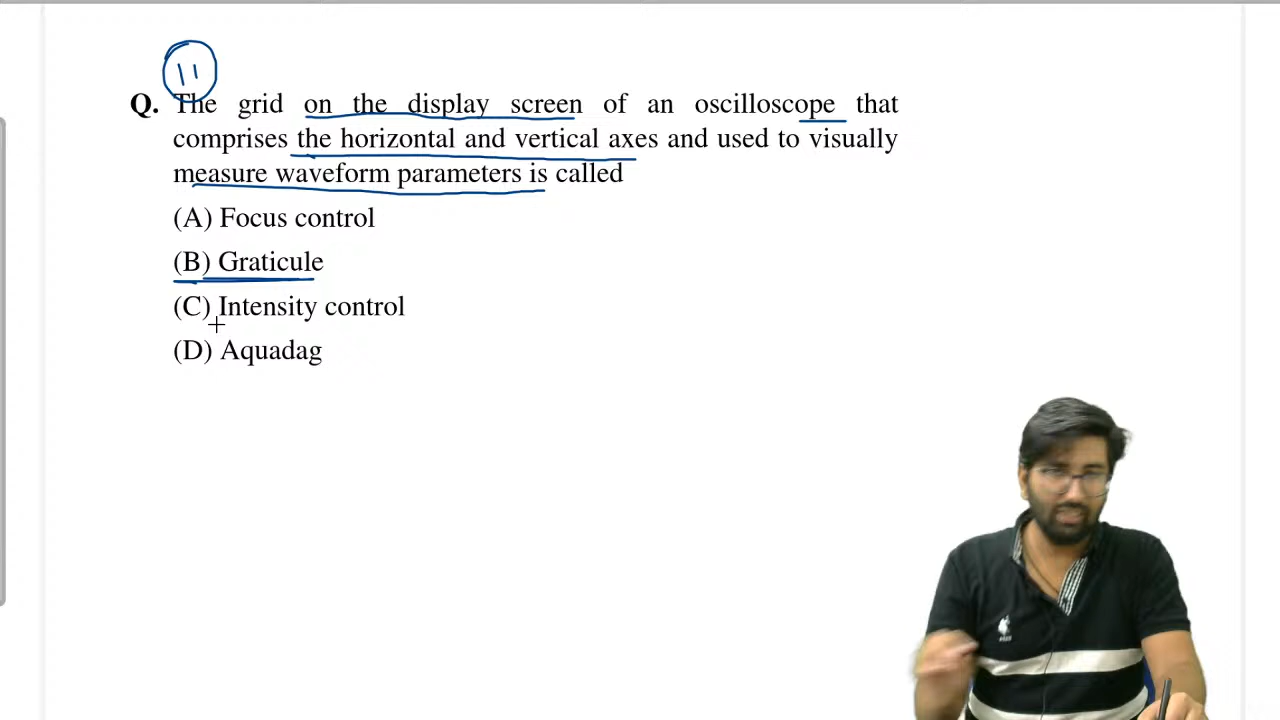 11
Q. The grid on the display screen of an oscilloscope that
comprises the horizontal and vertical axes and used to visually
measure waveform parameters is called
(A) Focus control
(B) Graticule
(C) Intensity control
(D) Aquadag